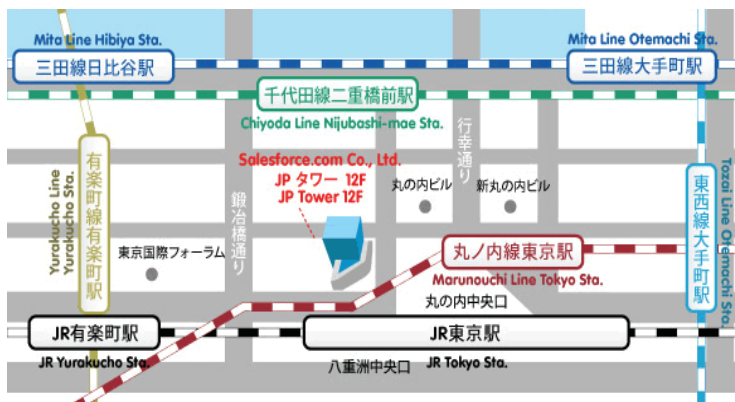 Mita Line Hibiya Sta.
三田線日比谷駅
Mita Line Otemachi Sta.
三田線大手町駅
千代田線二重橋前駅
Chiyoda Line Nijubashi-mae Sta.
行幸通り
有楽町線有楽町駅
Yurakucho Line
Yurakucho Sta.
鍛冶橋通り
Salesforce.com Co., Ltd.
JP タワー 12F
JP Tower 12F
丸の内ビル
新丸の内ビル
東西線大手町駅
Tozai Line Otemachi Sta.
東京国際フォーラム
丸ノ内線東京駅
Marunouchi Line Tokyo Sta.
丸の内中央口
JR有楽町駅
JR Yurakucho Sta.
JR東京駅
八重洲中央口
JR Tokyo Sta.